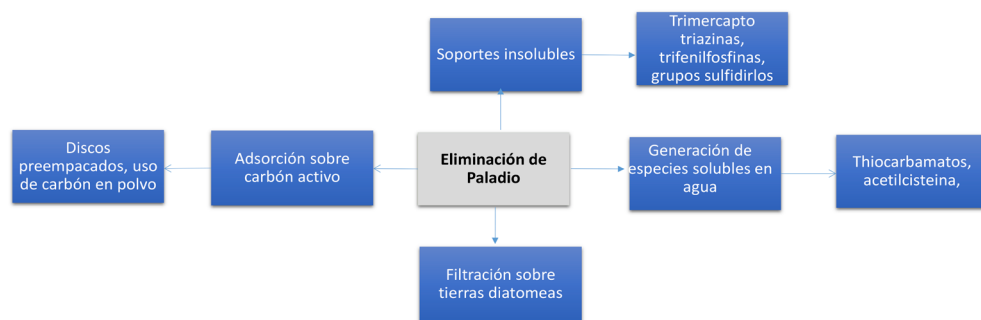 Trimercapto
triazinas,
trifenilfosfinas,
grupos sulfidirlos
Soportes insolubles
Discos
preempacados, uso
de carbón en polvo
Adsorción sobre
carbón activo
Eliminación de
Paladio
Generación de
especies solubles en
agua
Thiocarbamatos,
acetilcisteina,
Filtración sobre
tierras diatomeas